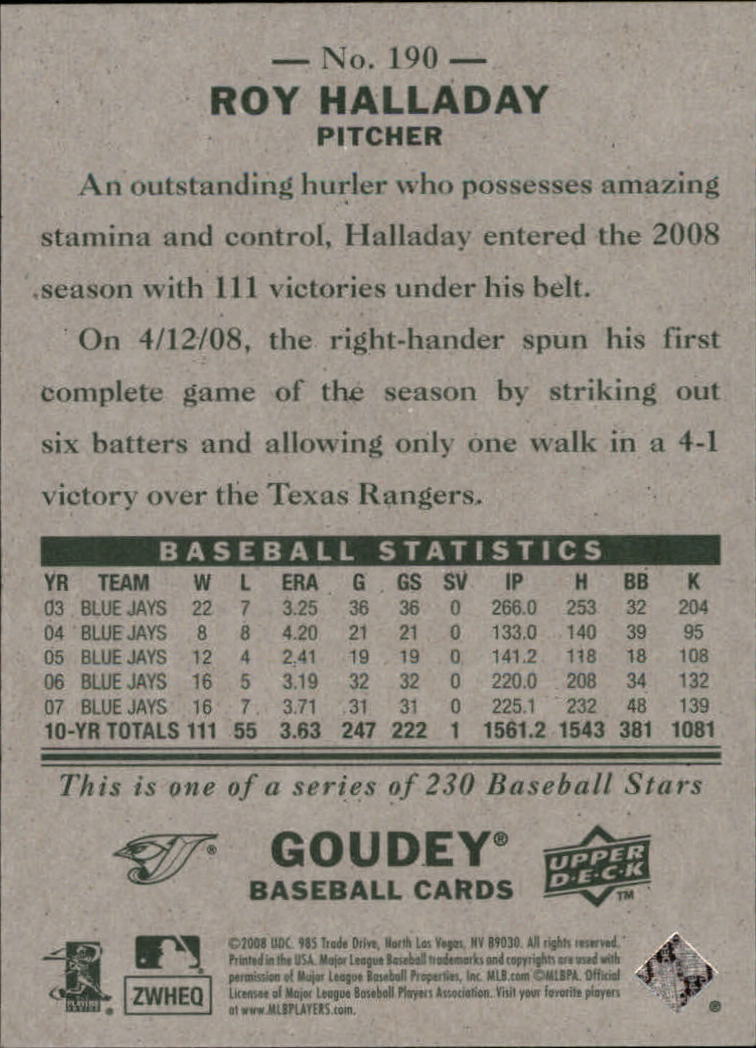 — No. 190 —
ROY HALLADAY
PITCHER
An outstanding hurler who possesses amazing
stamina and control, Halladay entered the 2008
season with 111 victories under his belt.
On 4/12/08, the right-hander spun his first
complete game of the season by striking out
six batters and allowing only one walk in a 4-1
victory over the Texas Rangers.
BASEBALL STATISTICS
YR TEAM W L ERA G GS SV IP H BB K
03 BLUE JAYS 22 7 3.25 36 36 0 266.0 253 32 204
04 BLUE JAYS 8 8 4.20 21 21 0 133.0 140 39 95
05 BLUE JAYS 12 4 2.41 19 19 0 141.2 118 18 108
06 BLUE JAYS 16 5 3.19 32 32 0 220.0 208 34 132
07 BLUE JAYS 16 7 3.71 31 31 0 225.1 232 48 139
10-YR TOTALS 111 55 3.63 247 222 1 1561.2 1543 381 1081
This is one of a series of 230 Baseball Stars
GOUDEY®
BASEBALL CARDS
UPPER
D·E·C·K
TM
©2008 UDC. 985 Trade Drive, North Las Vegas, NV 89030. All rights reserved.
Printed in the USA. Major League Baseball trademarks and copyrights are used with
permission of Major League Baseball Properties, Inc. MLB.com ©MLBPA. Official
Licensee of Major League Baseball Players Association. Visit your favorite players
at www.MLBPLAYERS.com.
ZWHEQ